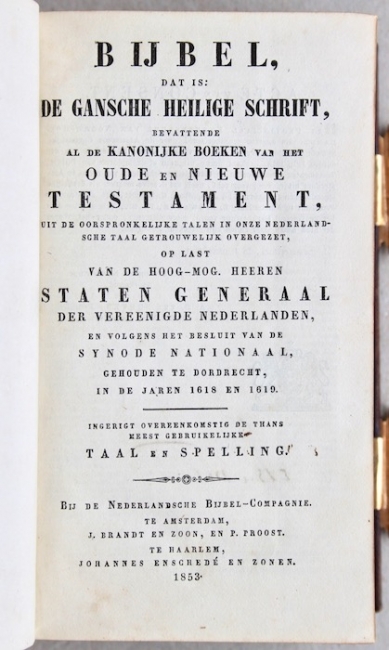 BIJBEL,
DAT IS:
DE GANSCHE HEILIGE SCHRIFT,
BEVATTENDE
AL DE KANONIJKE BOEKEN VAN HET
OUDE EN NIEUWE
TESTAMENT,
UIT DE OORSPRONKELIJKE TALEN IN ONZE NEDERLAND-
SCHE TAAL GETROUWELIJK OVERGEZET,
OP LAST
VAN DE HOOG-MOG. HEEREN
STATEN GENERAAL
DER VEREENIGDE NEDERLANDEN,
EN VOLGENS HET BESLUIT VAN DE
SYNODE NATIONAAL,
GEHOUDEN TE DORDRECHT,
IN DE JAREN 1618 EN 1619.
INGERIGT OVEREENKOMSTIG DE THANS
MEEST GEBRUIKELIJKE
TAAL EN SPELLING.
BIJ DE NEDERLANDSCHE BIJBEL-COMPAGNIE.
TE AMSTERDAM,
J. BRANDT EN ZOON, EN P. PROOST.
TE HAARLEM,
JOHANNES ENSCHEDÉ EN ZONEN.
1853.